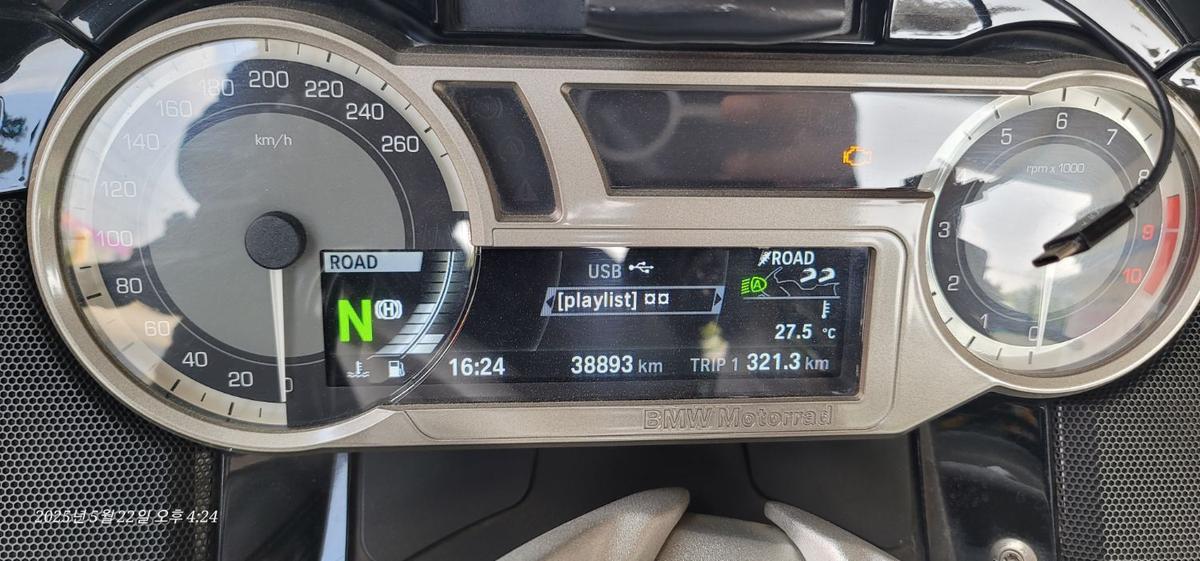 20 40 60 80 100 120 140 160 180 200 220 240 260
km/h
ROAD
N
(H)
USB
[playlist] ¤¤
ROAD
A
27.5 °C
16:24
38893 km
TRIP 1 321.3 km
0 1 2 3 5 6 7 8 9 10
rpm x 1000
BMW Motorrad
2025년 5월 22일 오후 4:24